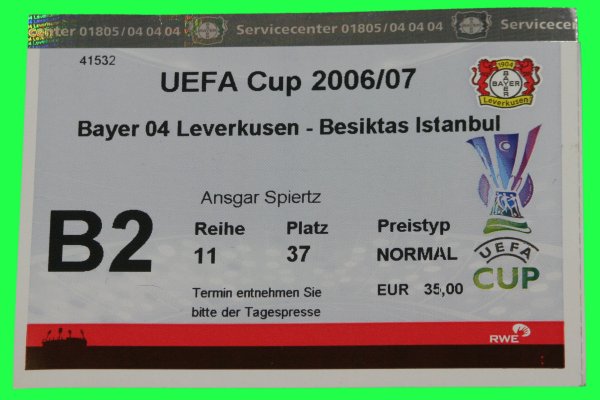 center 01805/04 04 04
Servicecenter 01805/04 04 04
Servicecenter
41532
UEFA Cup 2006/07
1904
BAYER
BAYER
Leverkusen
Bayer 04 Leverkusen - Besiktas Istanbul
Ansgar Spiertz
B2
Reihe Platz Preistyp
11 37 NORMAL
UEFA
CUP
EUR 35,00
Termin entnehmen Sie
bitte der Tagespresse
RWE